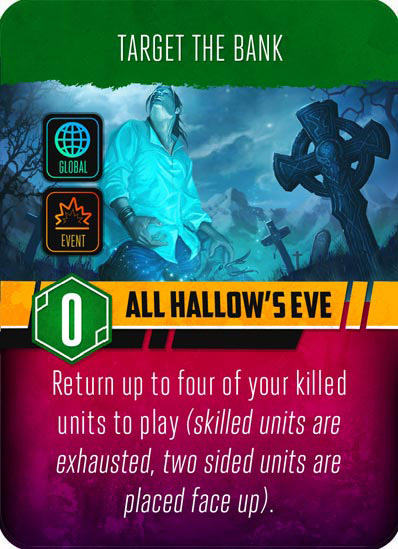 TARGET THE BANK
GLOBAL
EVENT
0 ALL HALLOW'S EVE
Return up to four of your killed
units to play (skilled units are
exhausted, two sided units are
placed face up).